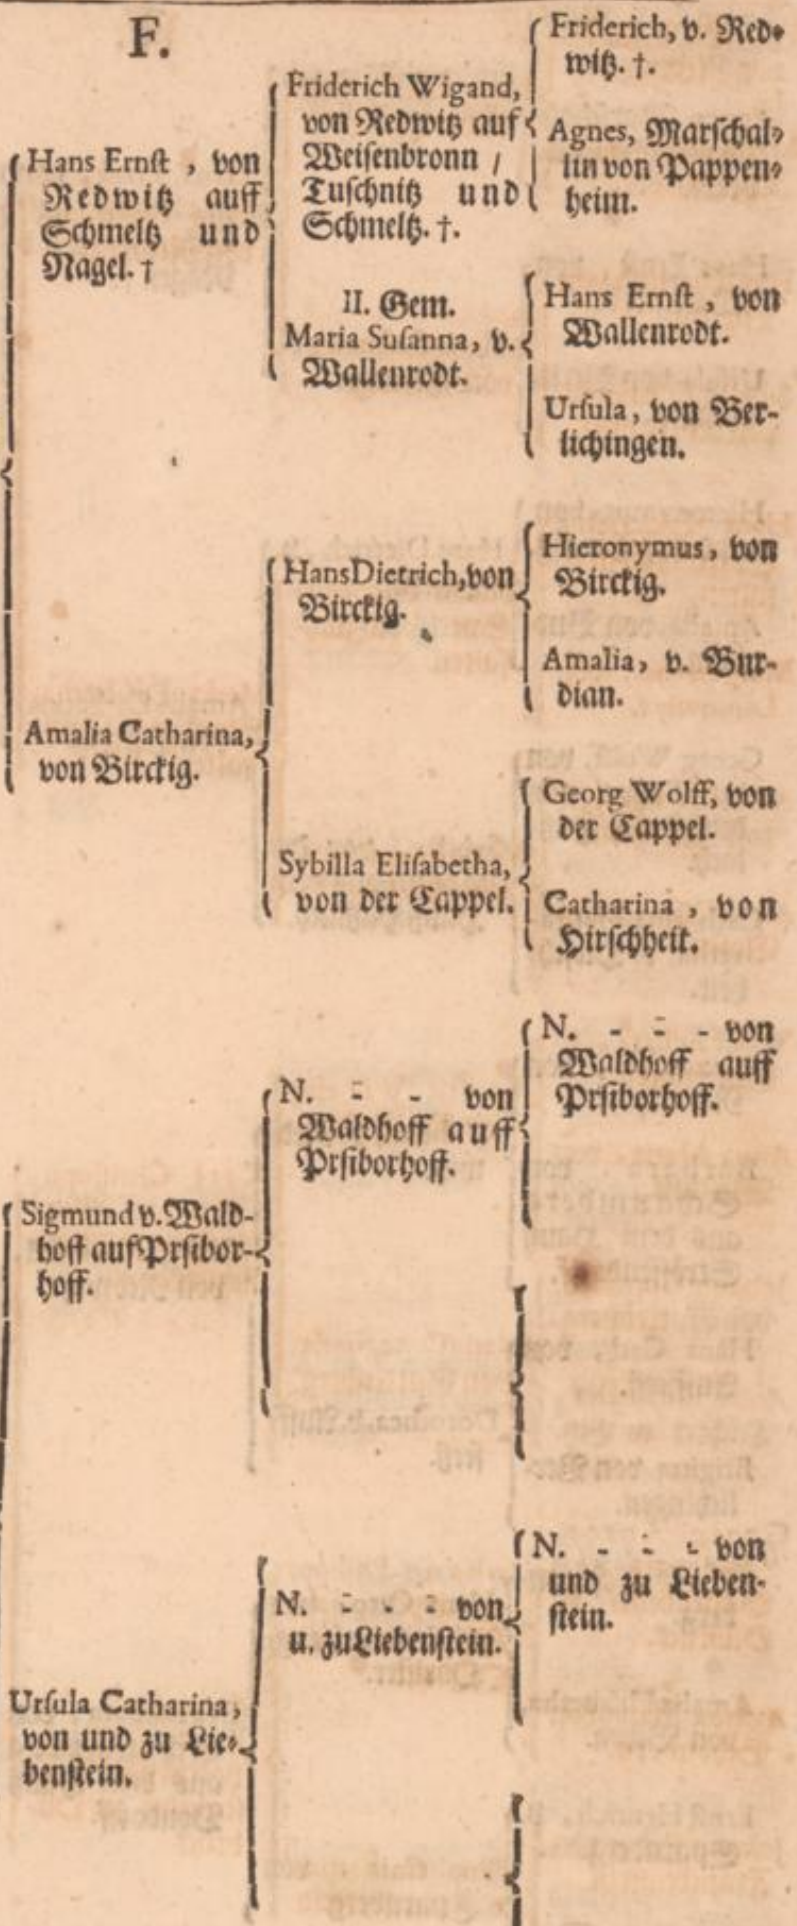 F.
Hans Ernſt, von
Redwitz auff
Schmeltz und
Nagel. †
Friderich Wigand,
von Redwitz auf
Weiſenbronn /
Tuſchnitz und
Schmeltz. †.
Friderich, v. Red-
witz. †.
Agnes, Marſchal-
lin von Pappen-
heim.
II. Gem.
Maria Suſanna, v.
Wallenrodt.
Hans Ernſt, von
Wallenrodt.
Urſula, von Ber-
lichingen.
Amalia Catharina,
von Birckig.
Hans Dietrich, von
Birckig.
Hieronymus, von
Birckig.
Amalia, v. Bur-
dian.
Sybilla Eliſabetha,
von der Cappel.
Georg Wolff, von
der Cappel.
Catharina, von
Hirſchheit.
Sigmund v. Wald-
hoff auf Prſibor-
hoff.
N. - - von
Waldhoff auff
Prſiborhoff.
N. - - - von
Waldhoff auff
Prſiborhoff.
Urſula Catharina,
von und zu Lie-
benſtein.
N. - - - von
u. zu Liebenſtein.
N. - - - von
und zu Lieben-
ſtein.